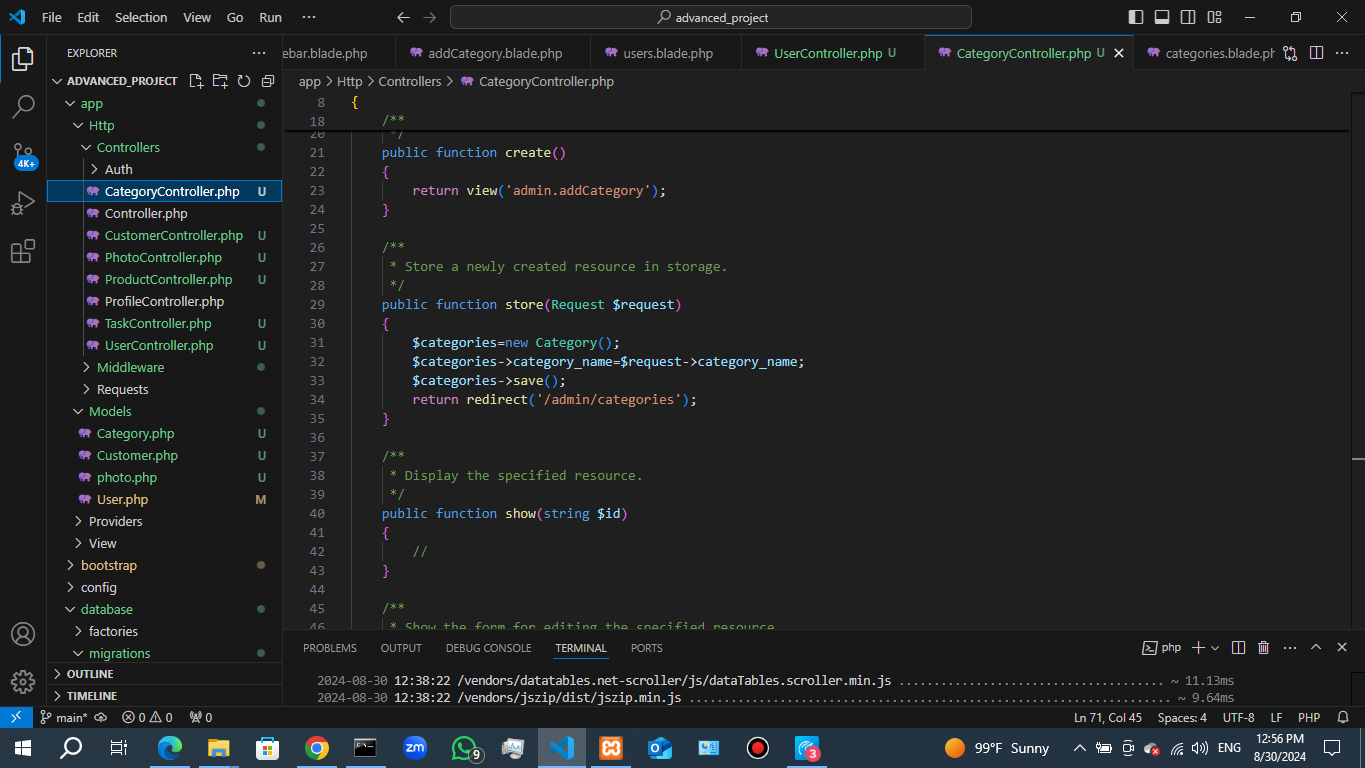 File Edit Selection View Go Run ··· advanced_project
EXPLORER ···
ebar.blade.php addCategory.blade.php users.blade.php UserController.php U CategoryController.php U categories.blade.ph ···
ADVANCED_PROJECT
app > Http > Controllers > CategoryController.php
app
Http
Controllers
Auth
CategoryController.php U
Controller.php
CustomerController.php U
PhotoController.php U
ProductController.php U
ProfileController.php
TaskController.php U
UserController.php U
Middleware
Requests
Models
Category.php U
Customer.php U
photo.php U
User.php M
Providers
View
bootstrap
config
database
factories
migrations
OUTLINE
TIMELINE
4K+
8 {
18 /**
20 */
21 public function create()
22 {
23 return view('admin.addCategory');
24 }
25
26 /**
27 * Store a newly created resource in storage.
28 */
29 public function store(Request $request)
30 {
31 $categories=new Category();
32 $categories->category_name=$request->category_name;
33 $categories->save();
34 return redirect('/admin/categories');
35 }
36
37 /**
38 * Display the specified resource.
39 */
40 public function show(string $id)
41 {
42 //
43 }
44
45 /**
46 * Show the form for editing the specified resource
PROBLEMS OUTPUT DEBUG CONSOLE TERMINAL PORTS php ···
2024-08-30 12:38:22 /vendors/datatables.net-scroller/js/dataTables.scroller.min.js ................................... ~ 11.13ms
2024-08-30 12:38:22 /vendors/jszip/dist/jszip.min.js ............................................................... ~ 9.64ms
main* 0 0 0 Ln 71, Col 45 Spaces: 4 UTF-8 LF PHP
zm 9 3 99°F Sunny ENG 12:56 PM
8/30/2024